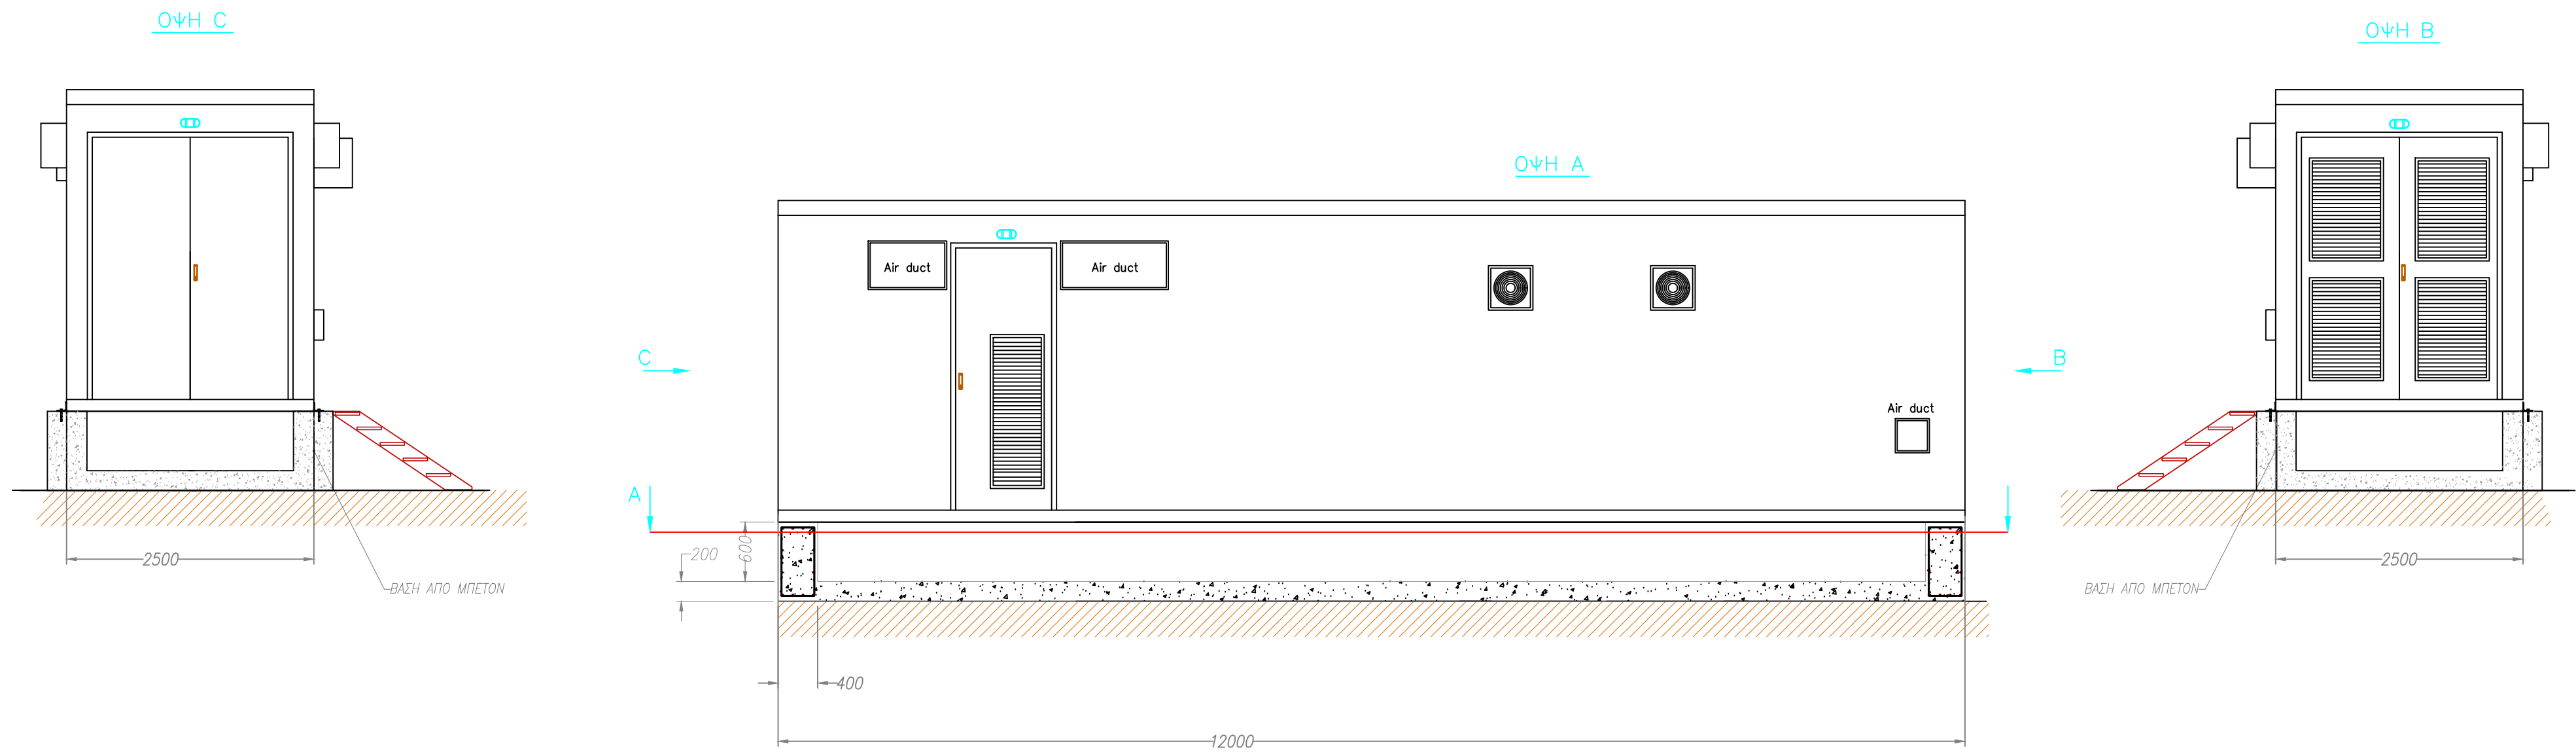 ΟΨΗ C
ΟΨΗ B
ΟΨΗ A
Air duct
Air duct
C
B
Air duct
A
200
600
2500
2500
ΒΑΣΗ ΑΠΟ ΜΠΕΤΟΝ
ΒΑΣΗ ΑΠΟ ΜΠΕΤΟΝ
400
12000